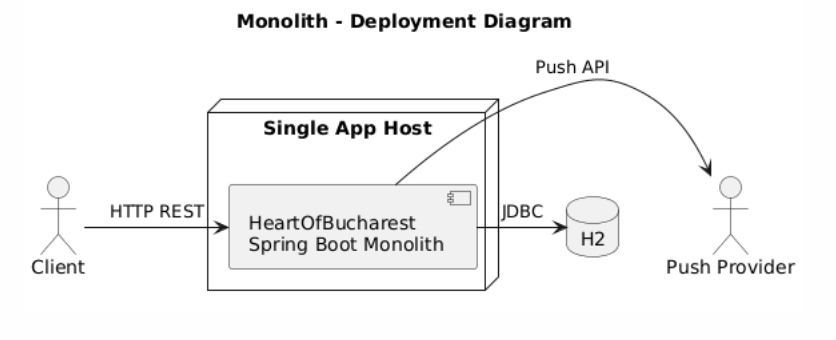 Monolith - Deployment Diagram
Push API
Single App Host
HTTP REST
HeartOfBucharest
Spring Boot Monolith
JDBC
H2
Client
Push Provider